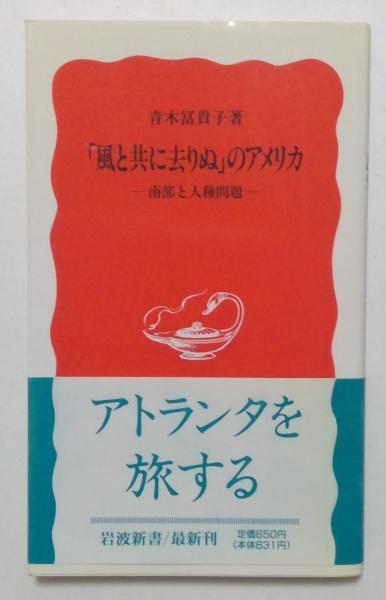 青木冨貴子著
「風と共に去りぬ」のアメリカ
―南部と人種問題―
アトランタを
旅する
岩波新書/最新刊
定価650円
(本体631円)